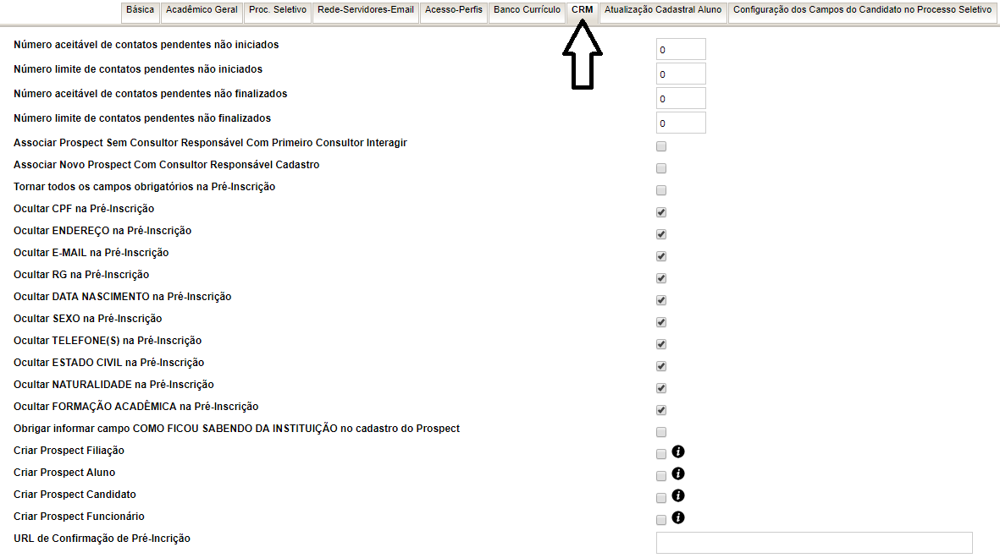 Básica Acadêmico Geral Proc. Seletivo Rede-Servidores-Email Acesso-Perfis Banco Currículo CRM Atualização Cadastral Aluno Configuração dos Campos do Candidato no Processo Seletivo
Número aceitável de contatos pendentes não iniciados 0
Número limite de contatos pendentes não iniciados 0
Número aceitável de contatos pendentes não finalizados 0
Número limite de contatos pendentes não finalizados 0
Associar Prospect Sem Consultor Responsável Com Primeiro Consultor Interagir
Associar Novo Prospect Com Consultor Responsável Cadastro
Tornar todos os campos obrigatórios na Pré-Inscrição
Ocultar CPF na Pré-Inscrição
Ocultar ENDEREÇO na Pré-Inscrição
Ocultar E-MAIL na Pré-Inscrição
Ocultar RG na Pré-Inscrição
Ocultar DATA NASCIMENTO na Pré-Inscrição
Ocultar SEXO na Pré-Inscrição
Ocultar TELEFONE(S) na Pré-Inscrição
Ocultar ESTADO CIVIL na Pré-Inscrição
Ocultar NATURALIDADE na Pré-Inscrição
Ocultar FORMAÇÃO ACADÊMICA na Pré-Inscrição
Obrigar informar campo COMO FICOU SABENDO DA INSTITUIÇÃO no cadastro do Prospect
Criar Prospect Filiação i
Criar Prospect Aluno i
Criar Prospect Candidato i
Criar Prospect Funcionário i
URL de Confirmação de Pré-Incrição